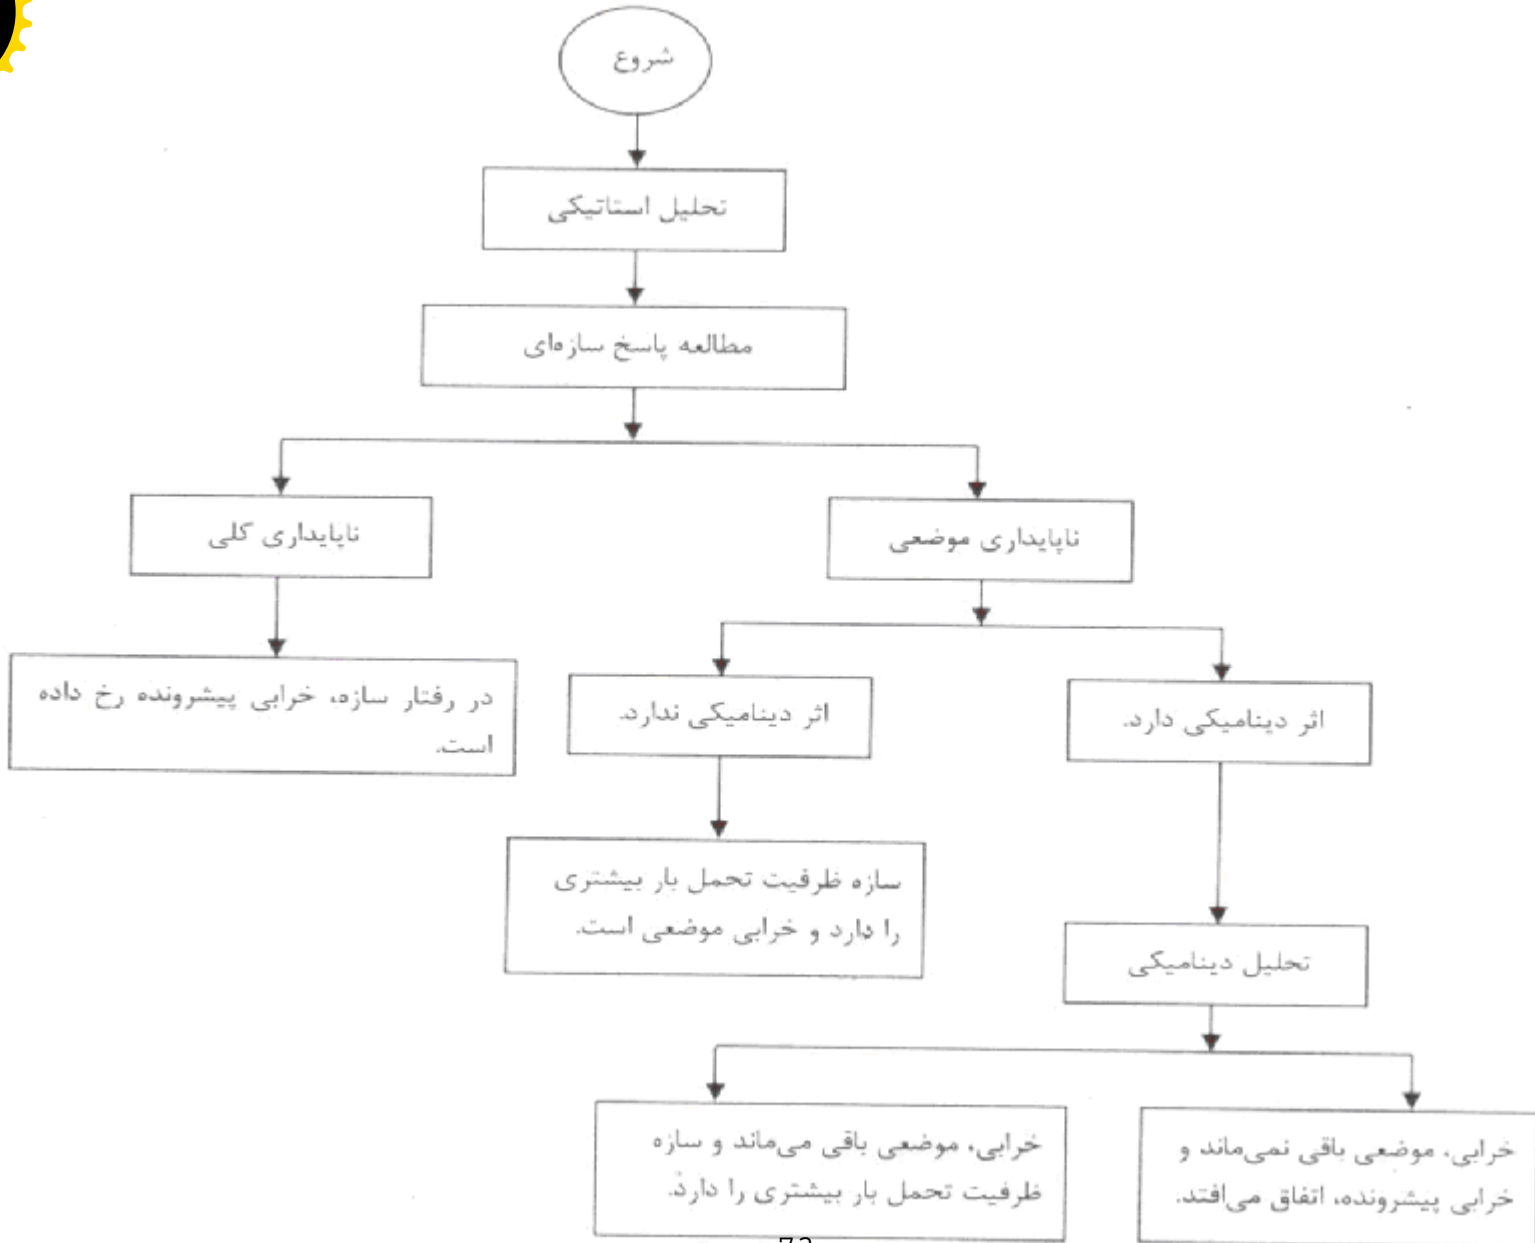 شروع
تحلیل استاتیکی
مطالعه پاسخ سازه‌ای
ناپایداری موضعی
ناپایداری کلی
اثر دینامیکی دارد.
اثر دینامیکی ندارد.
در رفتار سازه، خرابی پیشرونده رخ داده
است.
سازه ظرفیت تحمل بار بیشتری
را دارد و خرابی موضعی است.
تحلیل دینامیکی
خرابی، موضعی باقی نمی‌ماند و
خرابی پیشرونده، اتفاق می‌افتد.
خرابی، موضعی باقی می‌ماند و سازه
ظرفیت تحمل بار بیشتری را دارد.